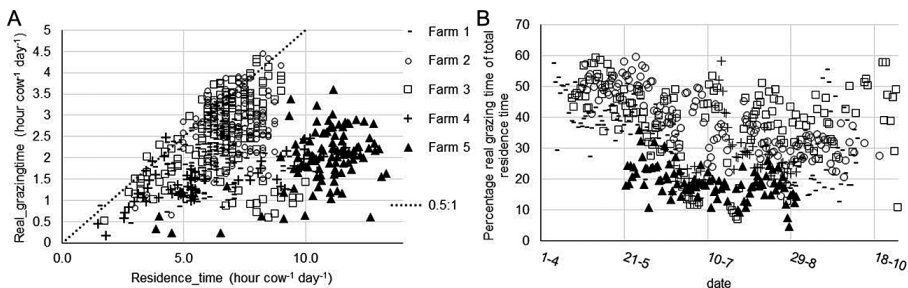 A
Real_grazingtime (hour cow⁻¹ day⁻¹)
5
4.5
4
3.5
3
2.5
2
1.5
1
0.5
0
0.0
5.0
10.0
Residence_time (hour cow⁻¹ day⁻¹)
Farm 1
Farm 2
Farm 3
Farm 4
Farm 5
0.5:1
B
Percentage real grazing time of total
residence time
70
60
50
40
30
20
10
0
1-4
21-5
10-7
29-8
18-10
date